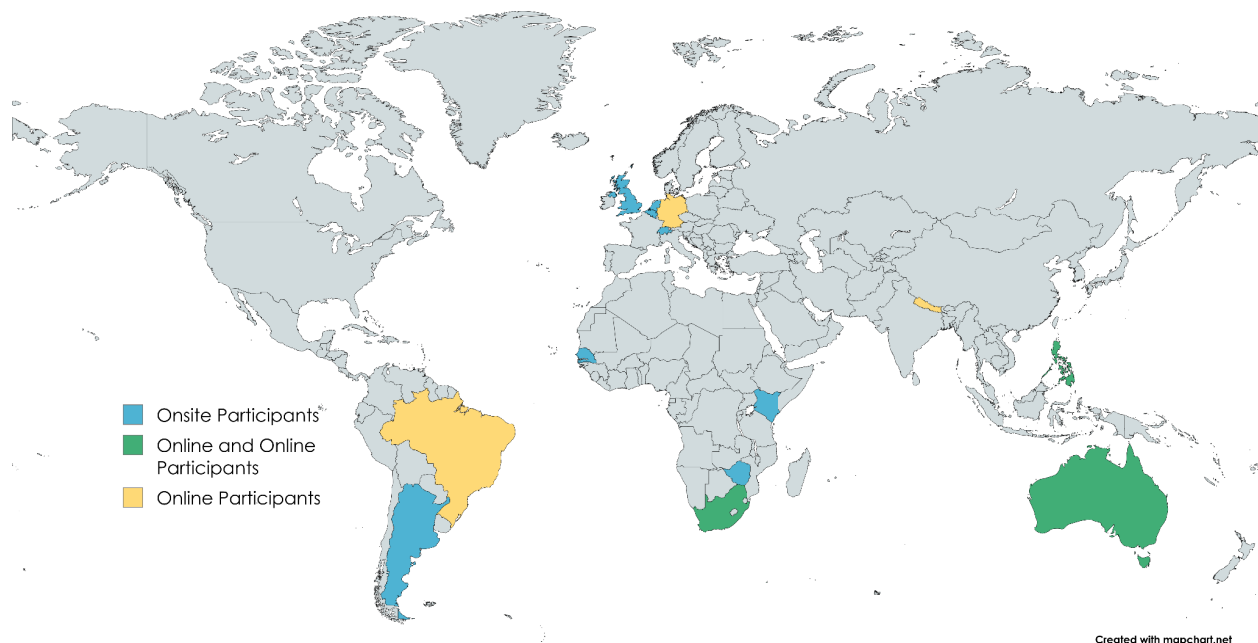 Onsite Participants
Online and Online
Participants
Online Participants
Created with mapchart.net